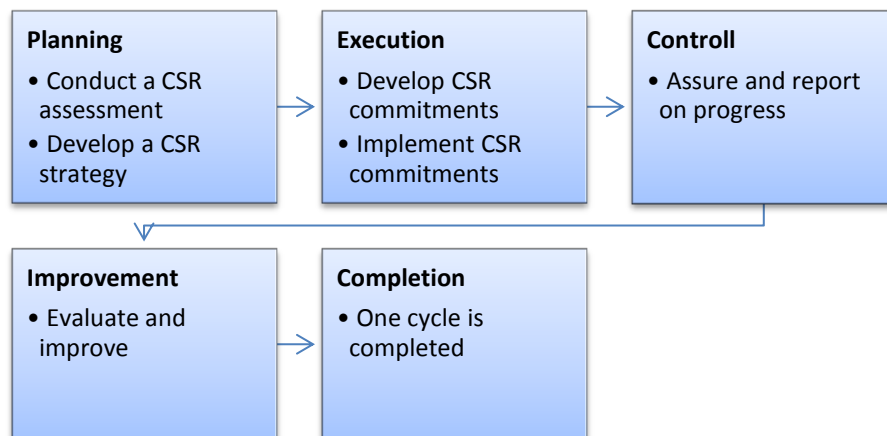 Planning
• Conduct a CSR
assessment
• Develop a CSR
strategy
Execution
• Develop CSR
commitments
• Implement CSR
commitments
Controll
• Assure and report
on progress
Improvement
• Evaluate and
improve
Completion
• One cycle is
completed